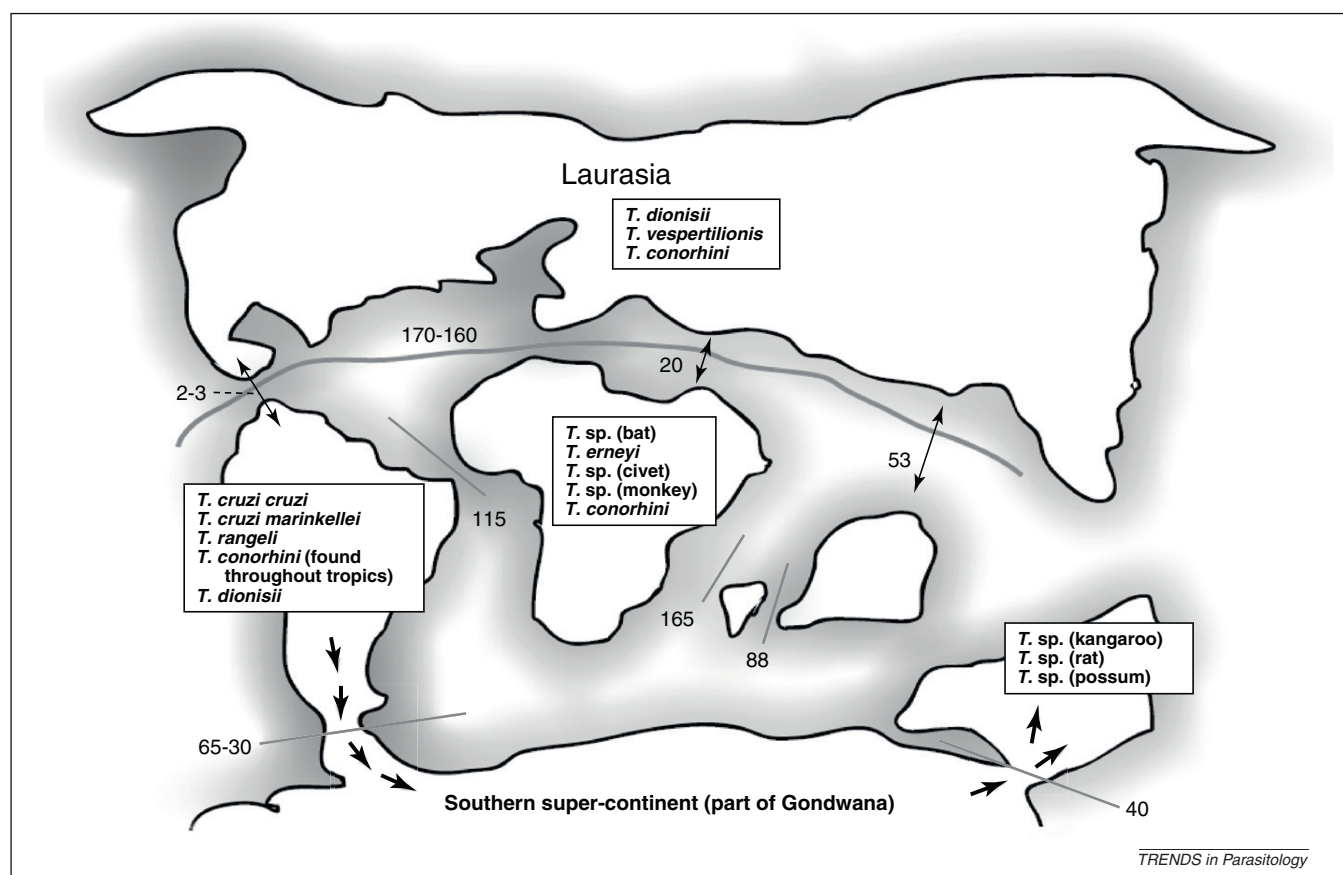 Laurasia
T. dionisii
T. vespertilionis
T. conorhini
170-160
20
2-3
53
T. sp. (bat)
T. erneyi
T. sp. (civet)
T. sp. (monkey)
T. conorhini
T. cruzi cruzi
T. cruzi marinkellei
T. rangeli
T. conorhini (found
throughout tropics)
T. dionisii
115
165
88
T. sp. (kangaroo)
T. sp. (rat)
T. sp. (possum)
65-30
Southern super-continent (part of Gondwana)
40
TRENDS in Parasitology